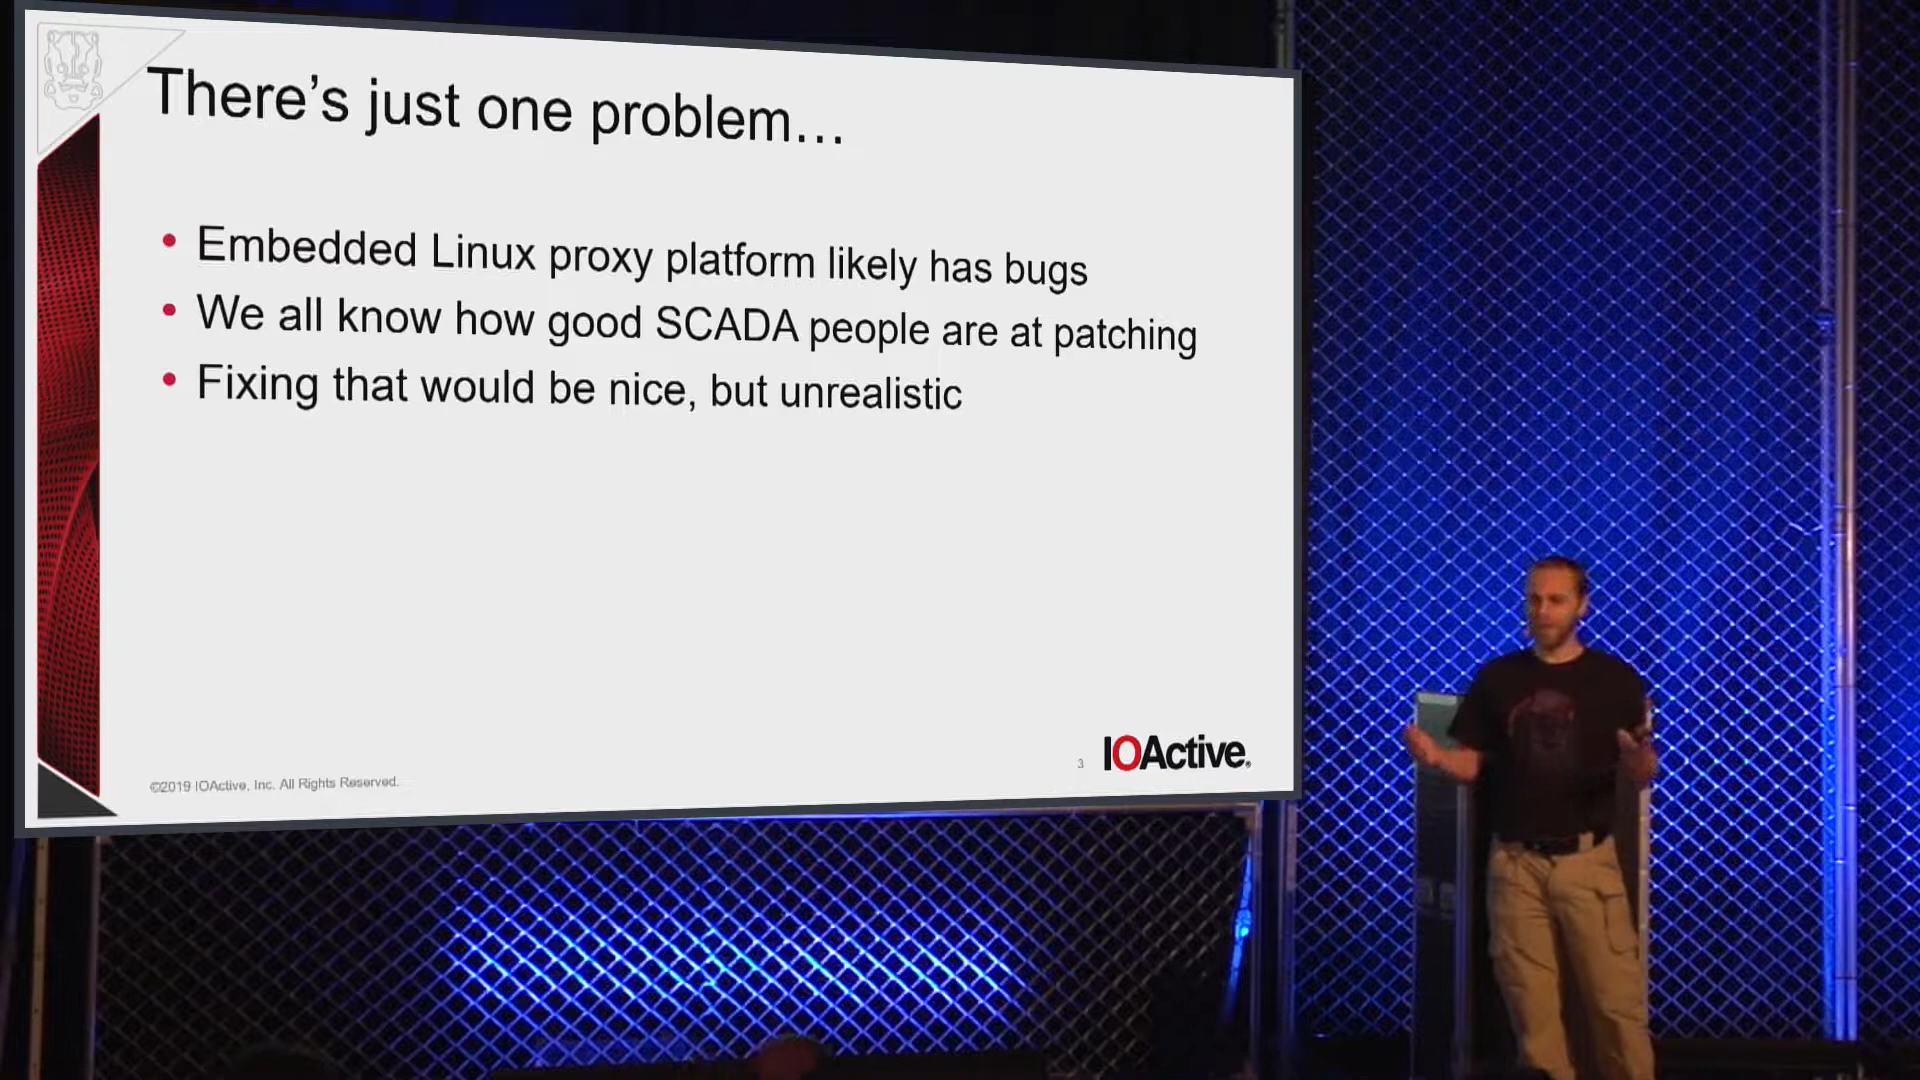 There's just one problem…
Embedded Linux proxy platform likely has bugs
We all know how good SCADA people are at patching
Fixing that would be nice, but unrealistic
©2019 IOActive, Inc. All Rights Reserved.
3
IOActive®